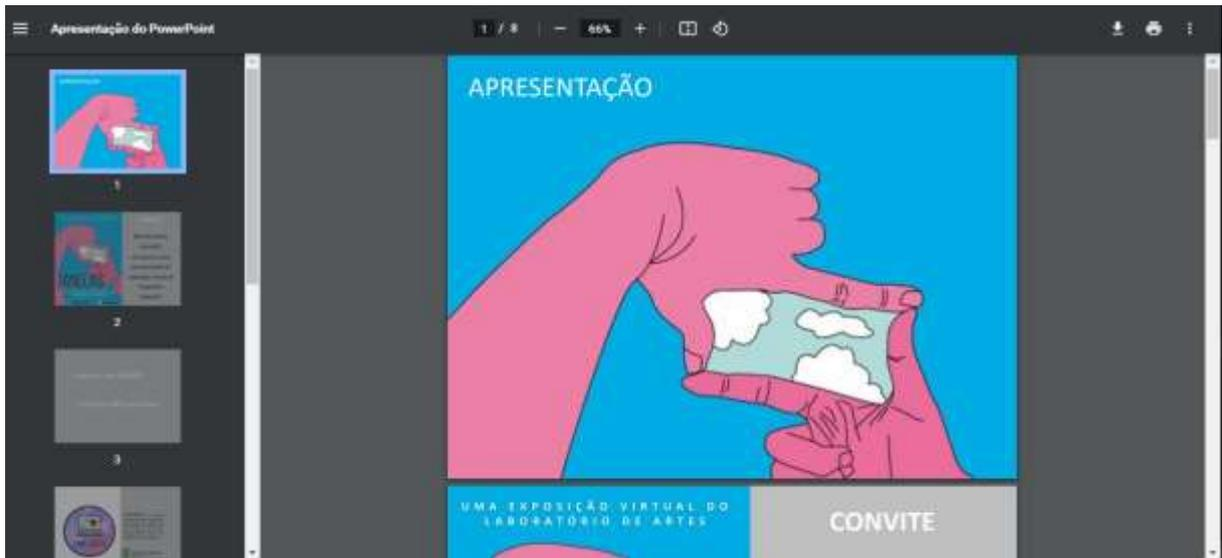 Apresentação do PowerPoint
1 / 8
66%
1
2
3
APRESENTAÇÃO
UMA EXPOSIÇÃO VIRTUAL DO
LABORATÓRIO DE ARTES
CONVITE